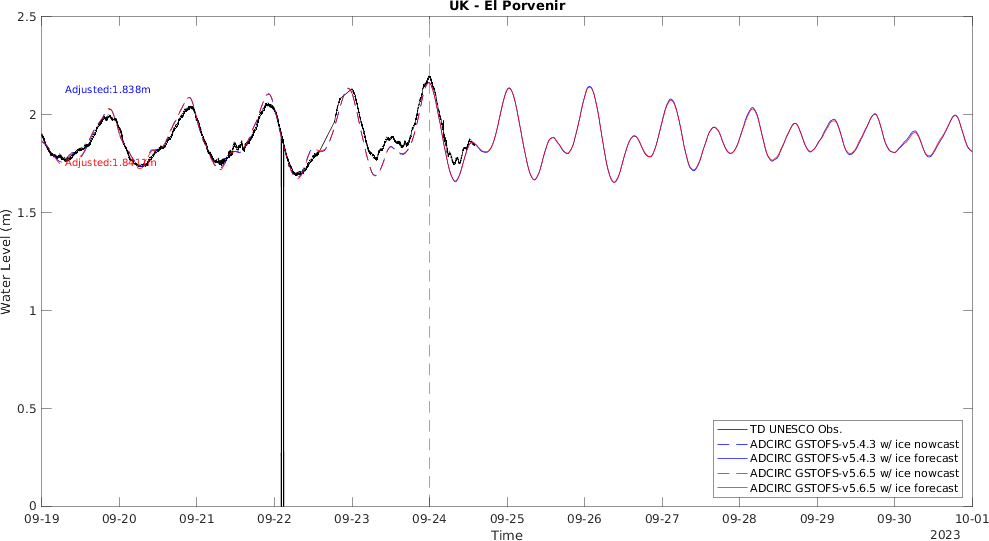 UK - El Porvenir
2.5
Adjusted:1.838m
2
1.5
Water Level (m)
1
0.5
0
TD UNESCO Obs.
ADCIRC GSTOFS-v5.4.3 w/ ice nowcast
ADCIRC GSTOFS-v5.4.3 w/ ice forecast
ADCIRC GSTOFS-v5.6.5 w/ ice nowcast
ADCIRC GSTOFS-v5.6.5 w/ ice forecast
09-19 09-20 09-21 09-22 09-23 09-24 09-25 09-26 09-27 09-28 09-29 09-30 10-01
Time
2023